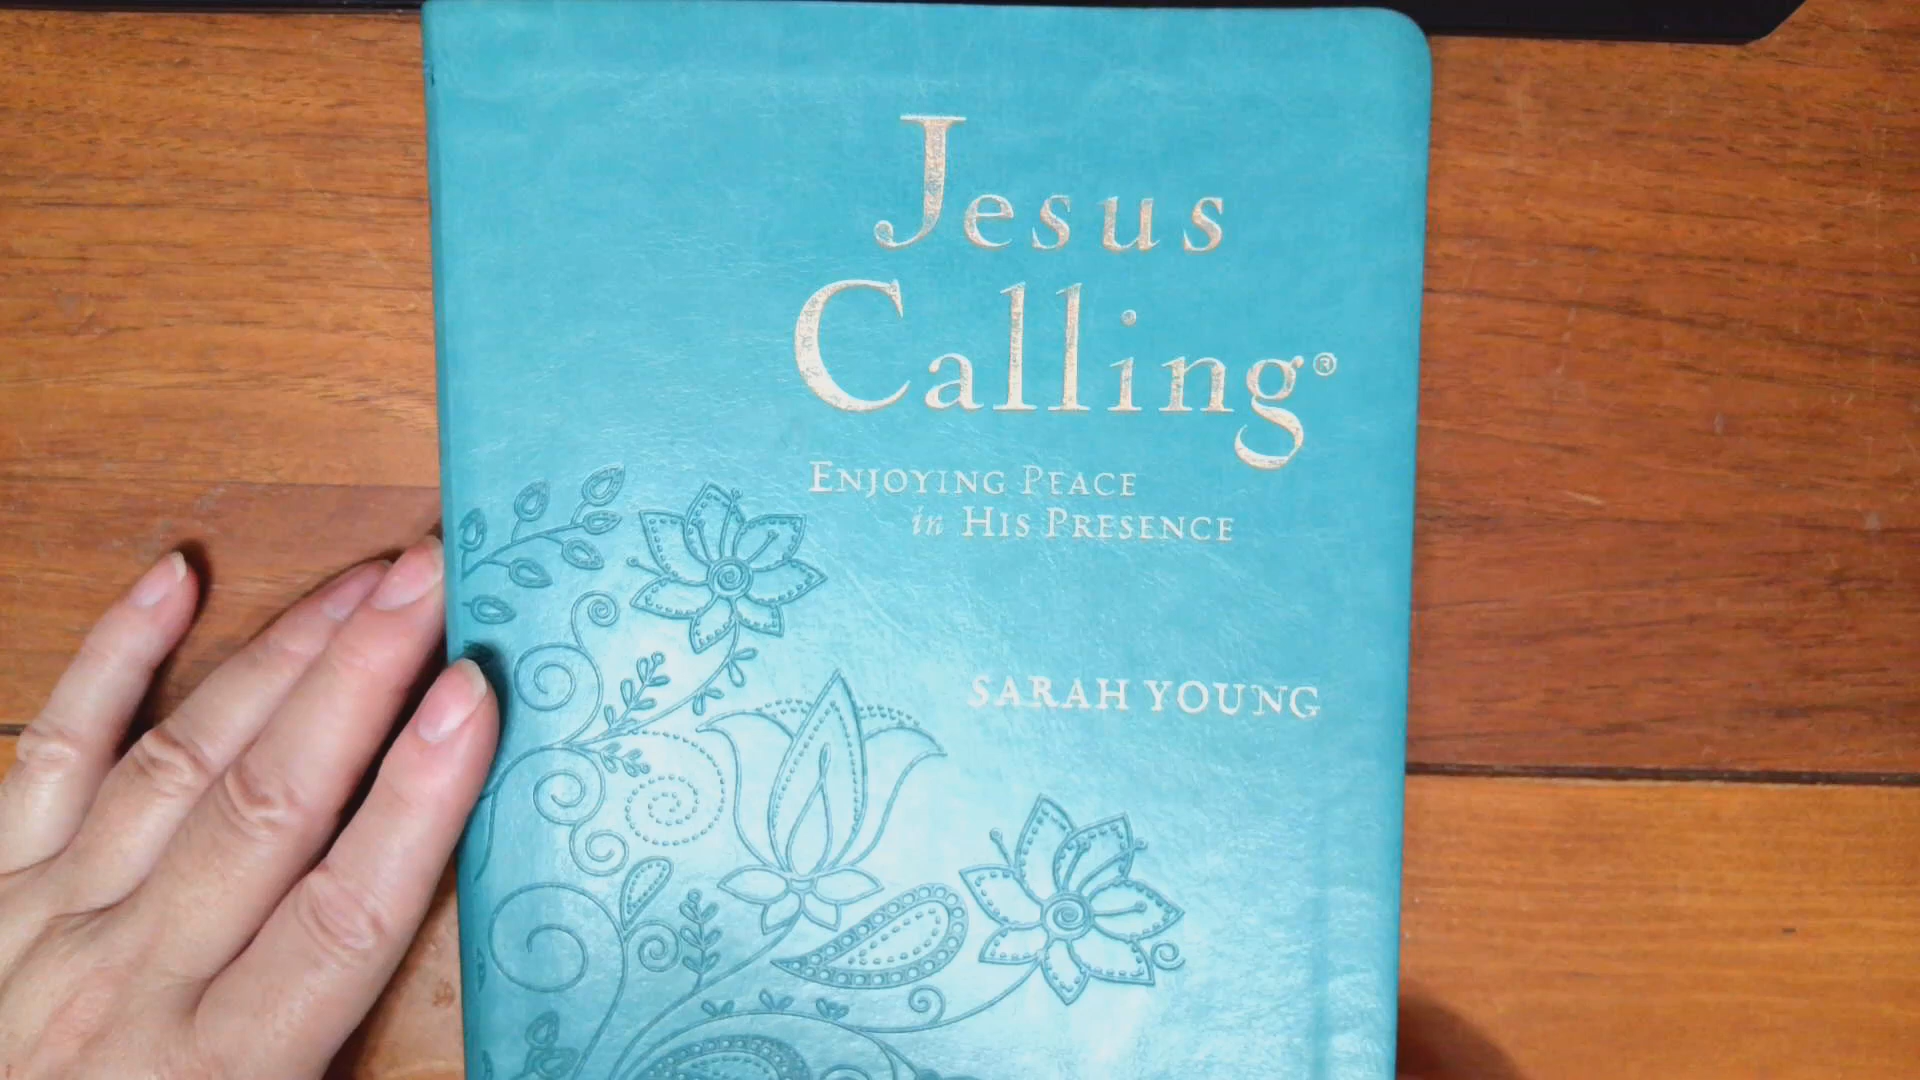 Jesus
Calling®
ENJOYING PEACE
in HIS PRESENCE
SARAH YOUNG